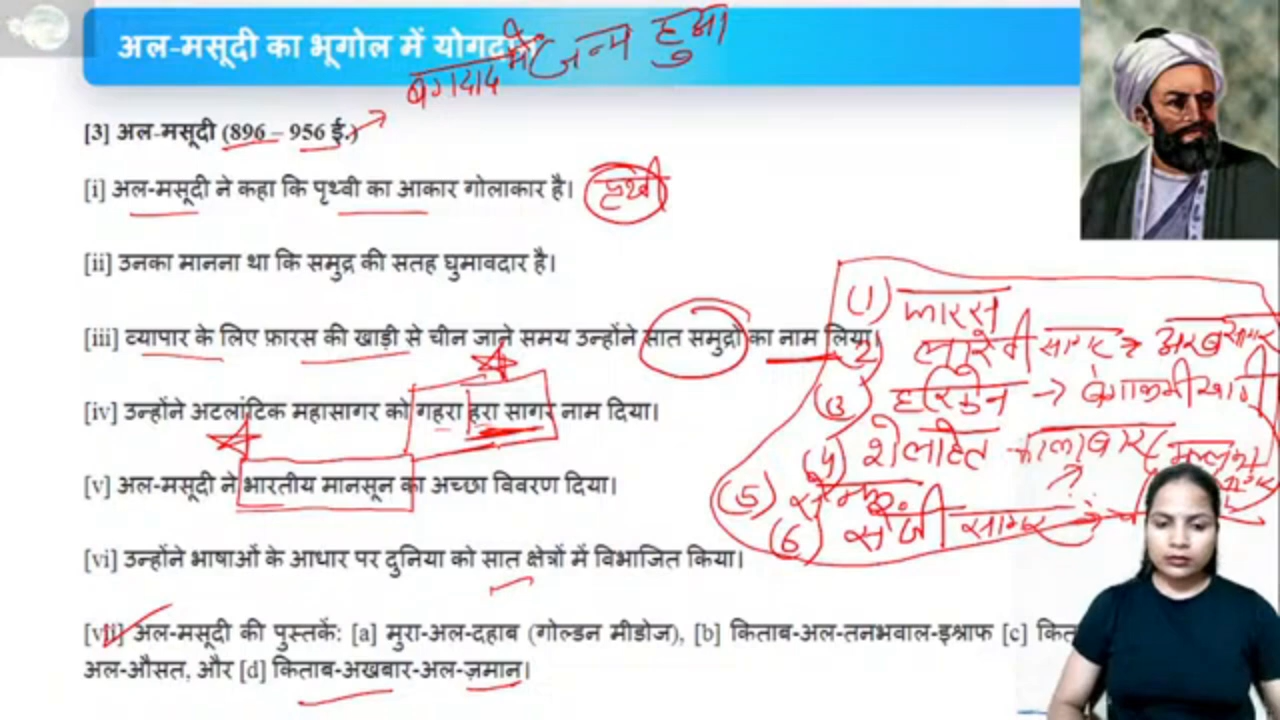 अल-मसूदी का भूगोल में
बगदाद में जन्म हुआ
[3] अल-मसूदी (896 – 956 ई.)
[i] अल-मसूदी ने कहा कि पृथ्वी का आकार गोलाकार है। पृथ्वी
[ii] उनका मानना था कि समुद्र की सतह घुमावदार है।
[iii] व्यापार के लिए फ़ारस की खाड़ी से चीन जाने समय उन्होंने सात समुद्रों का नाम लिया।
(1) फारस
(2) सागर → अरब सागर
(3) → बंगाल की खाड़ी
[iv] उन्होंने अटलांटिक महासागर को गहरा हरा सागर नाम दिया।
(4)
(5)
(6) सागर →
[v] अल-मसूदी ने भारतीय मानसून का अच्छा विवरण दिया।
[vi] उन्होंने भाषाओं के आधार पर दुनिया को सात क्षेत्रों में विभाजित किया।
[vii] अल-मसूदी की पुस्तकें: [a] मुरा-अल-दहाब (गोल्डन मीडोज), [b] किताब-अल-तनभवाल-इश्राफ [c]
अल-औसत, और [d] किताब-अखबार-अल-ज़मान।